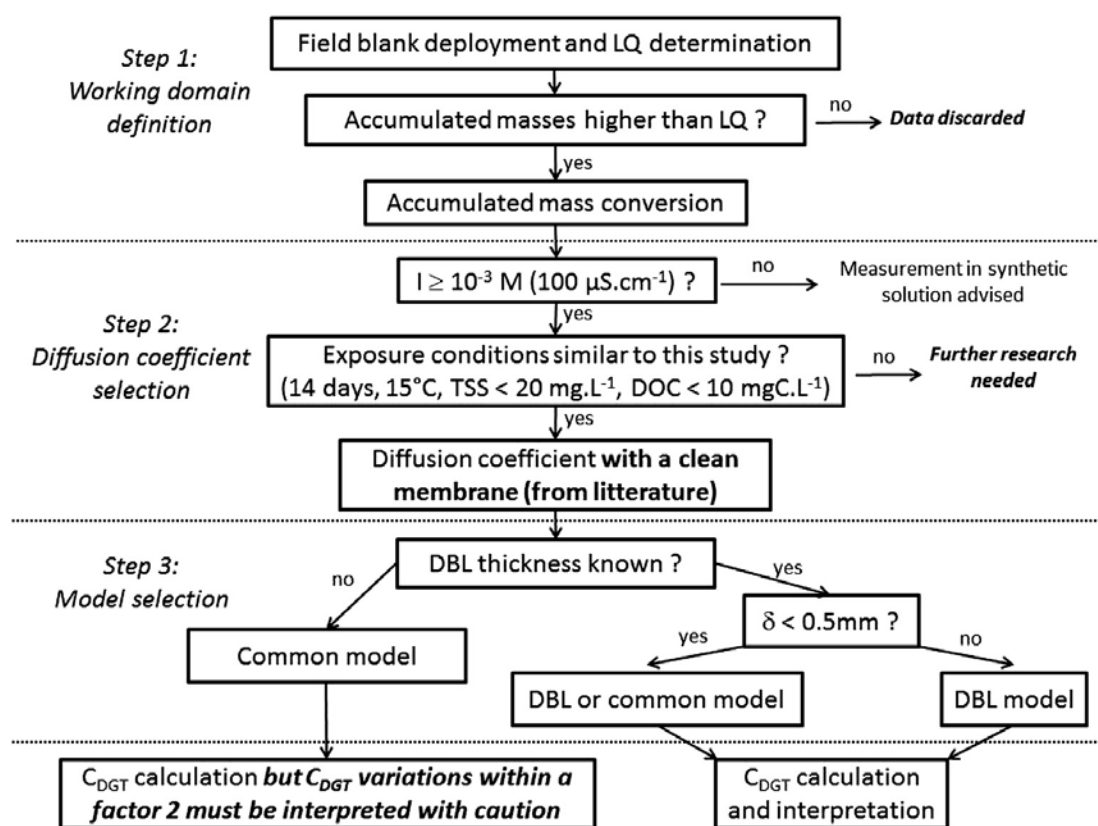 Step 1:
Working domain
definition
Field blank deployment and LQ determination
Accumulated masses higher than LQ ?
no
Data discarded
yes
Accumulated mass conversion
Step 2:
Diffusion coefficient
selection
I ≥ 10⁻³ M (100 µS.cm⁻¹) ?
no
Measurement in synthetic
solution advised
yes
Exposure conditions similar to this study ?
(14 days, 15°C, TSS < 20 mg.L⁻¹, DOC < 10 mgC.L⁻¹)
no
Further research
needed
yes
Diffusion coefficient with a clean
membrane (from litterature)
Step 3:
Model selection
DBL thickness known ?
no
yes
Common model
δ < 0.5mm ?
yes
no
DBL or common model
DBL model
C_DGT calculation but C_DGT variations within a
factor 2 must be interpreted with caution
C_DGT calculation
and interpretation